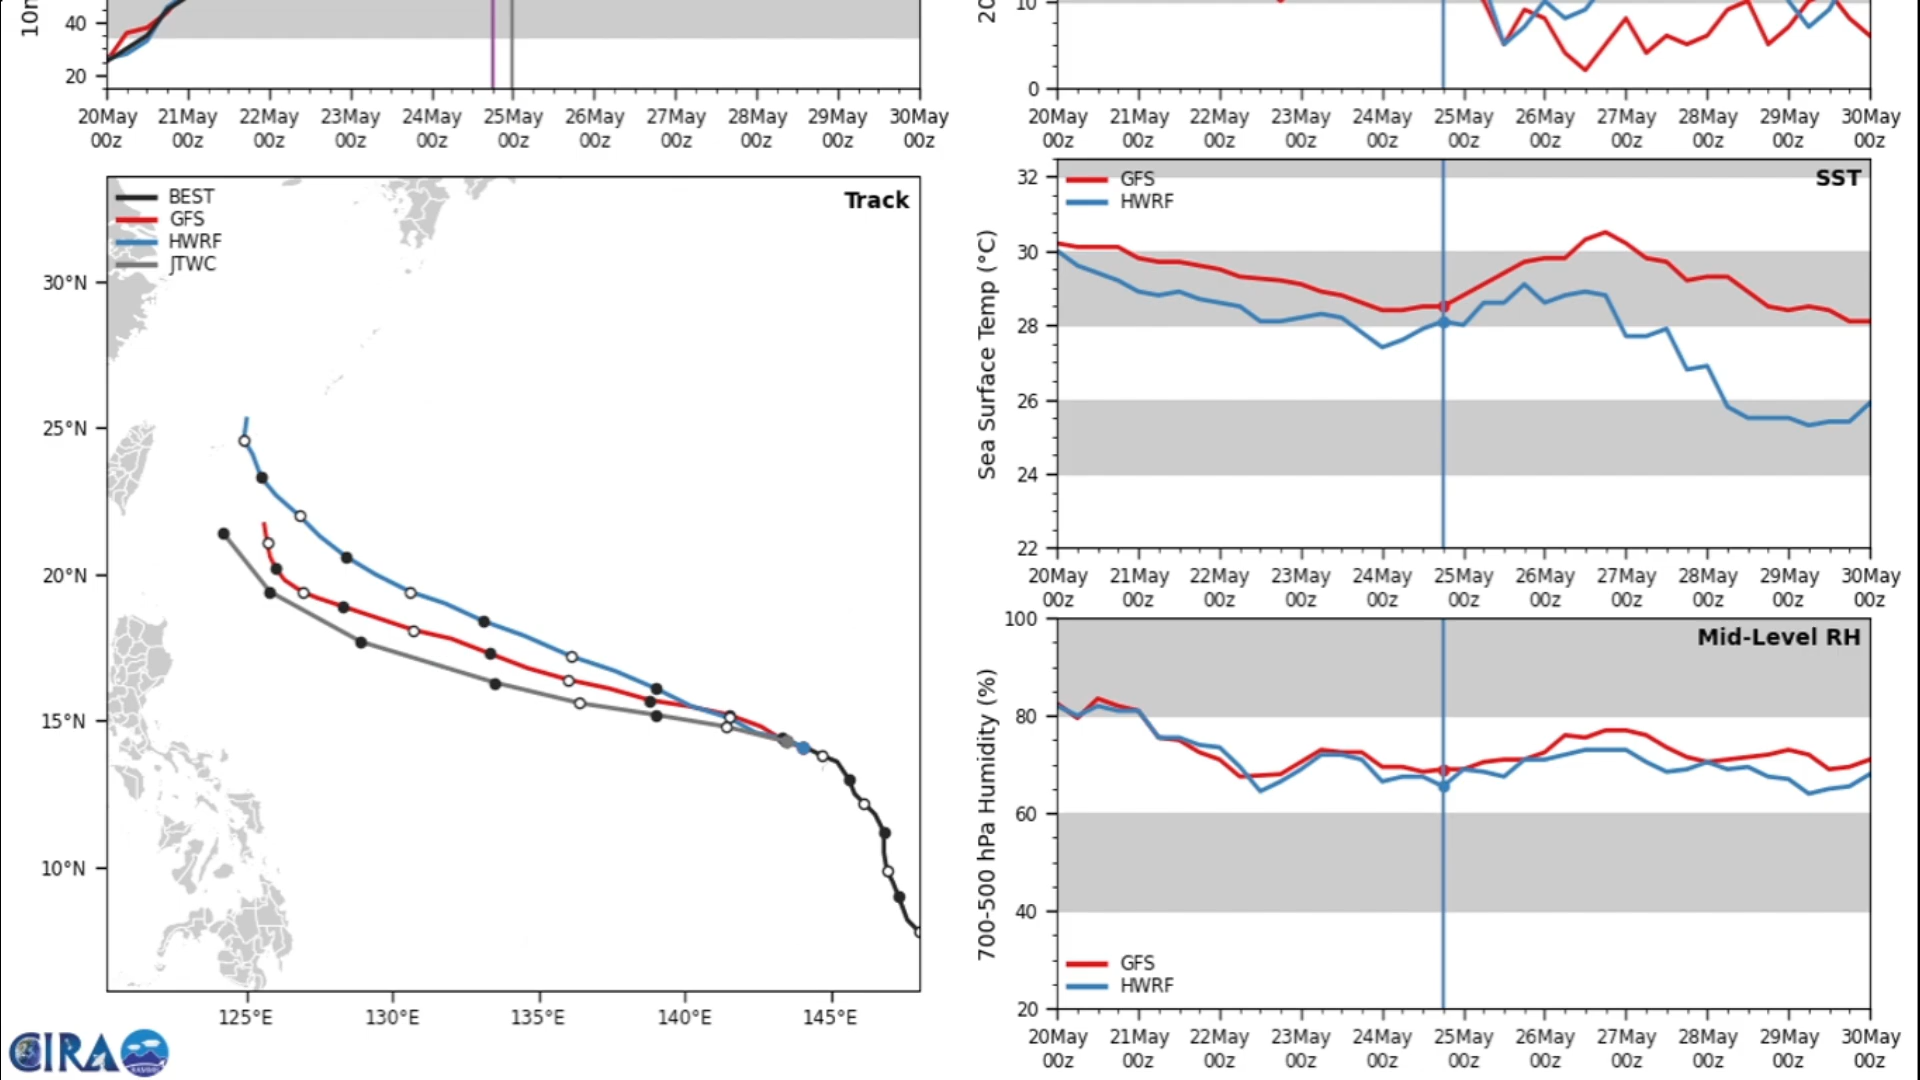 10m
40
20
20May 21May 22May 23May 24May 25May 26May 27May 28May 29May 30May
00z 00z 00z 00z 00z 00z 00z 00z 00z 00z 00z
20
10
0
20May 21May 22May 23May 24May 25May 26May 27May 28May 29May 30May
00z 00z 00z 00z 00z 00z 00z 00z 00z 00z 00z
Track
BEST
GFS
HWRF
JTWC
30°N
25°N
20°N
15°N
10°N
125°E 130°E 135°E 140°E 145°E
SST
GFS
HWRF
Sea Surface Temp (°C)
32
30
28
26
24
22
20May 21May 22May 23May 24May 25May 26May 27May 28May 29May 30May
00z 00z 00z 00z 00z 00z 00z 00z 00z 00z 00z
Mid-Level RH
700-500 hPa Humidity (%)
100
80
60
40
20
GFS
HWRF
20May 21May 22May 23May 24May 25May 26May 27May 28May 29May 30May
00z 00z 00z 00z 00z 00z 00z 00z 00z 00z 00z
CIRA